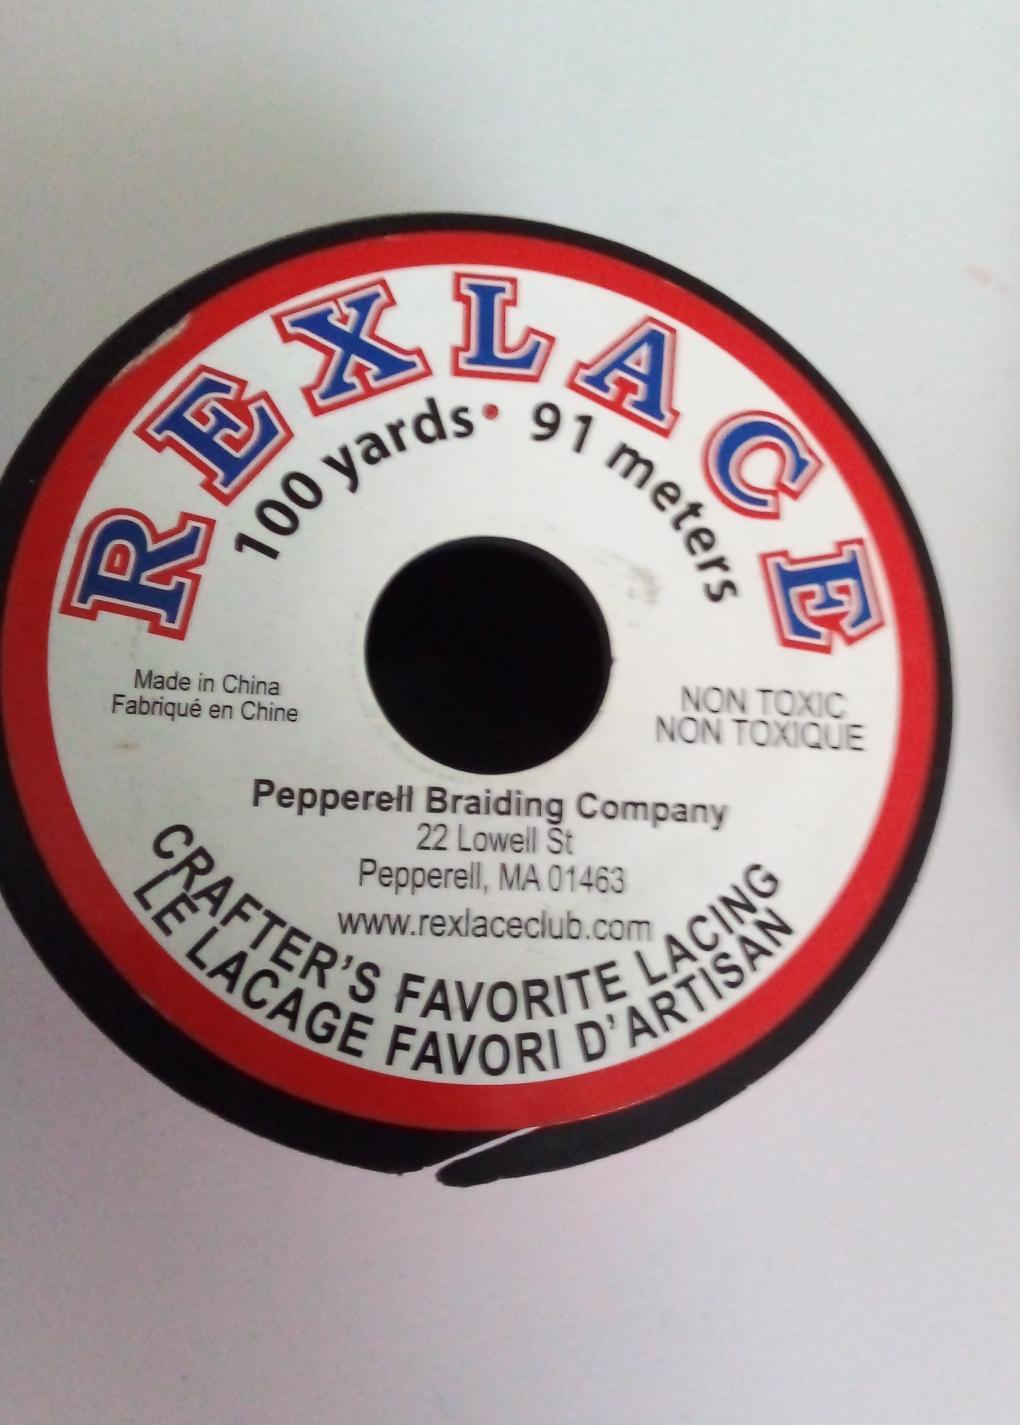 REXLACE
100 yards • 91 meters
Made in China
Fabriqué en Chine
NON TOXIC
NON TOXIQUE
Pepperell Braiding Company
22 Lowell St
Pepperell, MA 01463
www.rexlaceclub.com
CRAFTER'S FAVORITE LACING
LE LACAGE FAVORI D'ARTISAN